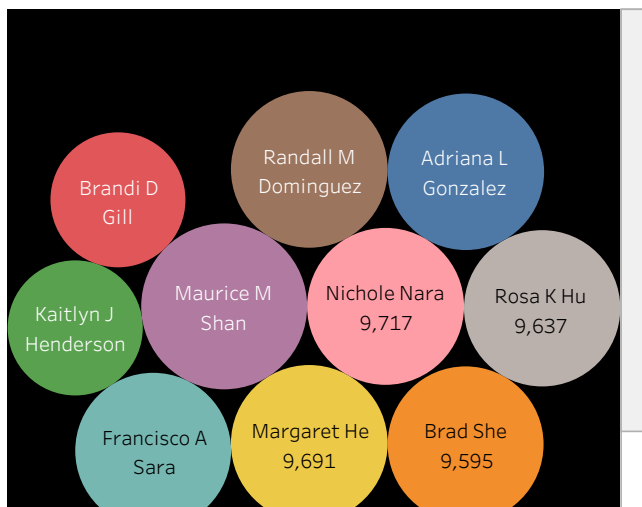 Randall M
Dominguez
Adriana L
Gonzalez
Brandi D
Gill
Maurice M
Shan
Nichole Nara
9,717
Rosa K Hu
9,637
Kaitlyn J
Henderson
Francisco A
Sara
Margaret He
9,691
Brad She
9,595